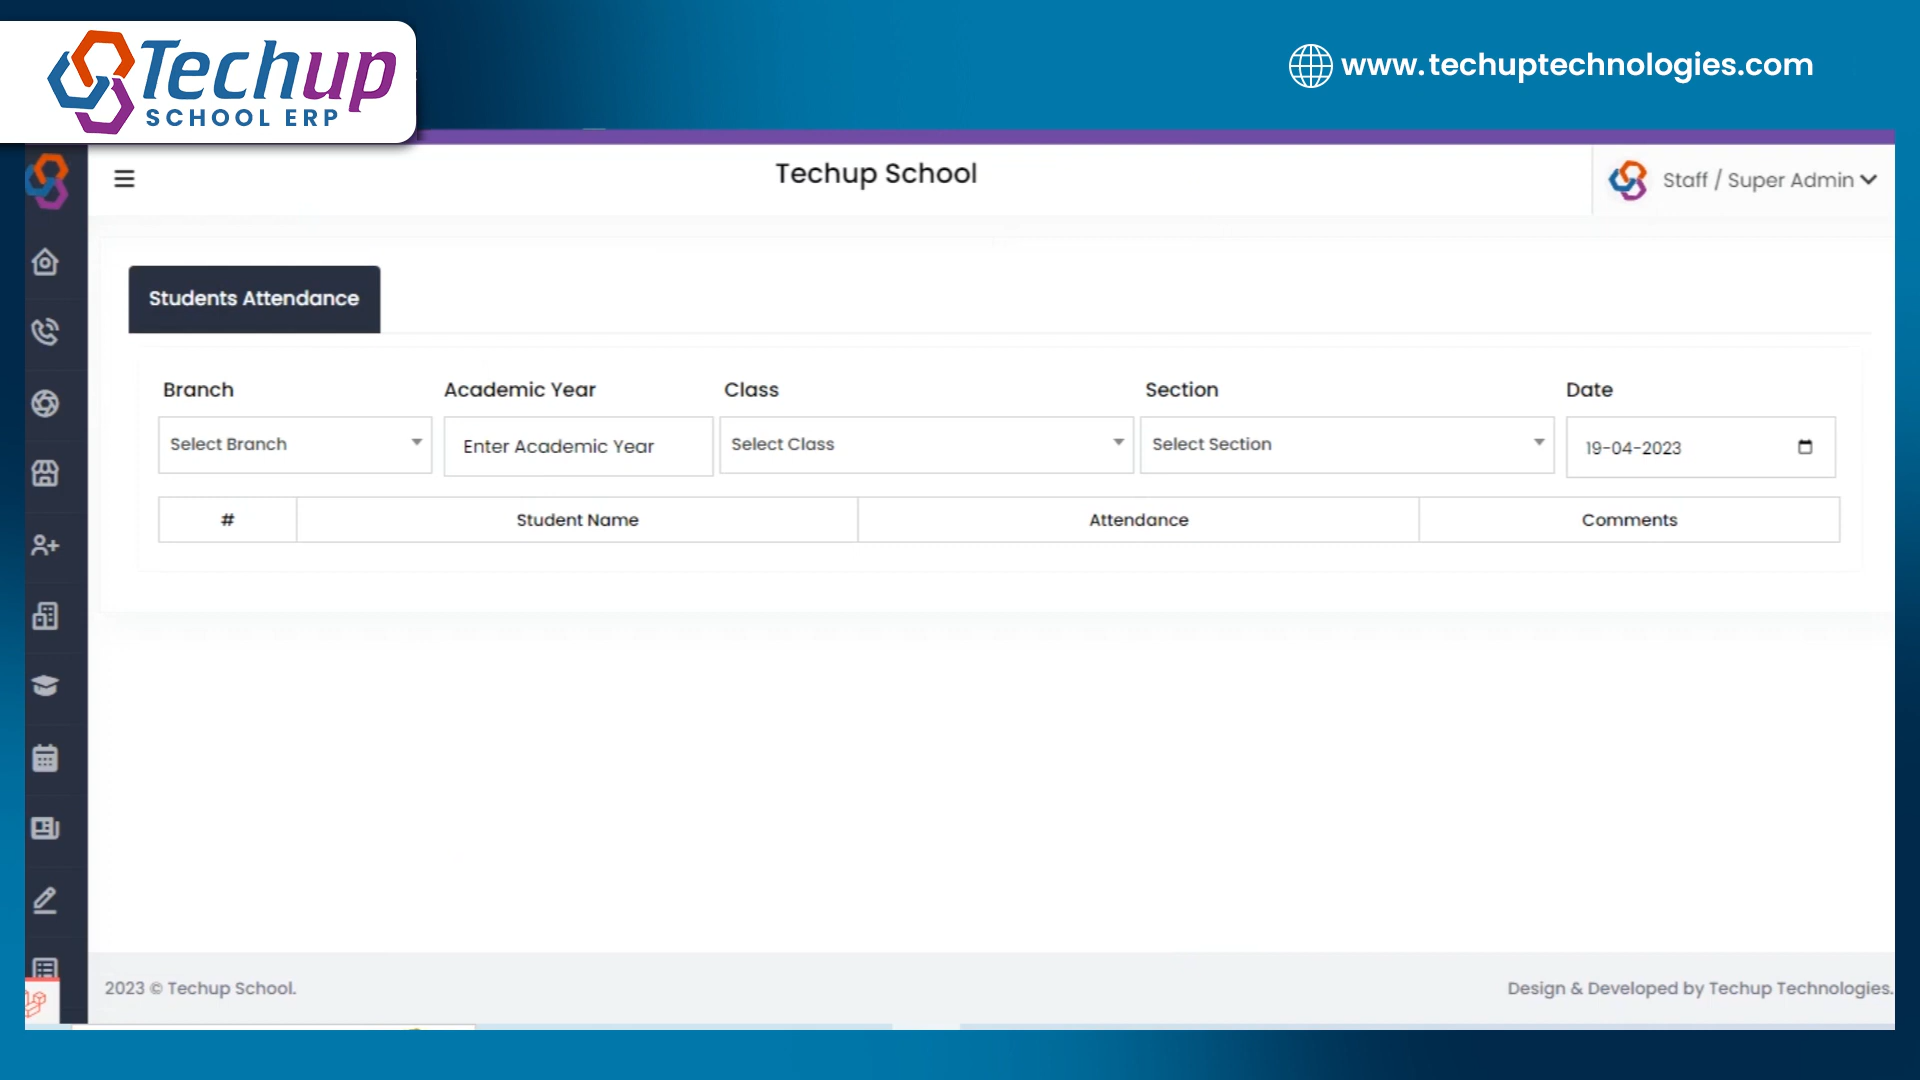 Techup
SCHOOL ERP
www.techuptechnologies.com
Techup School
Staff / Super Admin
Students Attendance
Branch Academic Year Class Section Date
Select Branch Enter Academic Year Select Class Select Section 19-04-2023
# Student Name Attendance Comments
2023 © Techup School.
Design & Developed by Techup Technologies.